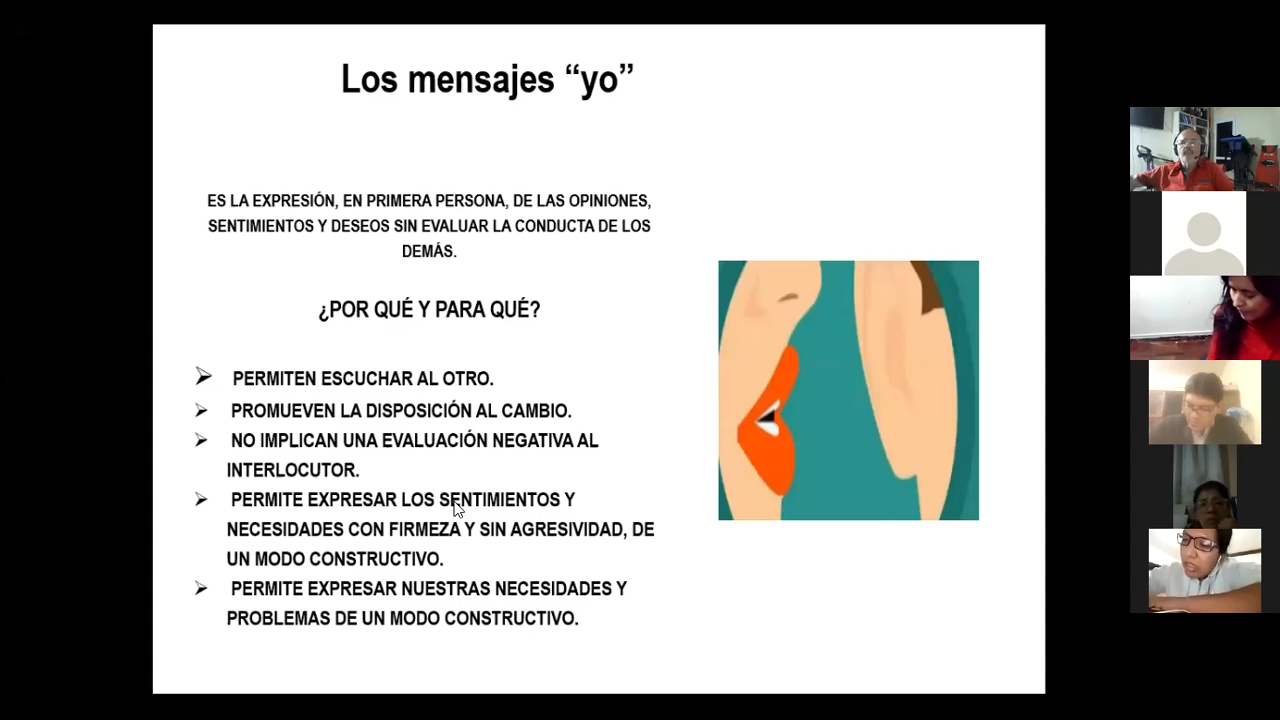 Los mensajes “yo”
ES LA EXPRESIÓN, EN PRIMERA PERSONA, DE LAS OPINIONES,
SENTIMIENTOS Y DESEOS SIN EVALUAR LA CONDUCTA DE LOS
DEMÁS.
¿POR QUÉ Y PARA QUÉ?
PERMITEN ESCUCHAR AL OTRO.
PROMUEVEN LA DISPOSICIÓN AL CAMBIO.
NO IMPLICAN UNA EVALUACIÓN NEGATIVA AL
INTERLOCUTOR.
PERMITE EXPRESAR LOS SENTIMIENTOS Y
NECESIDADES CON FIRMEZA Y SIN AGRESIVIDAD, DE
UN MODO CONSTRUCTIVO.
PERMITE EXPRESAR NUESTRAS NECESIDADES Y
PROBLEMAS DE UN MODO CONSTRUCTIVO.